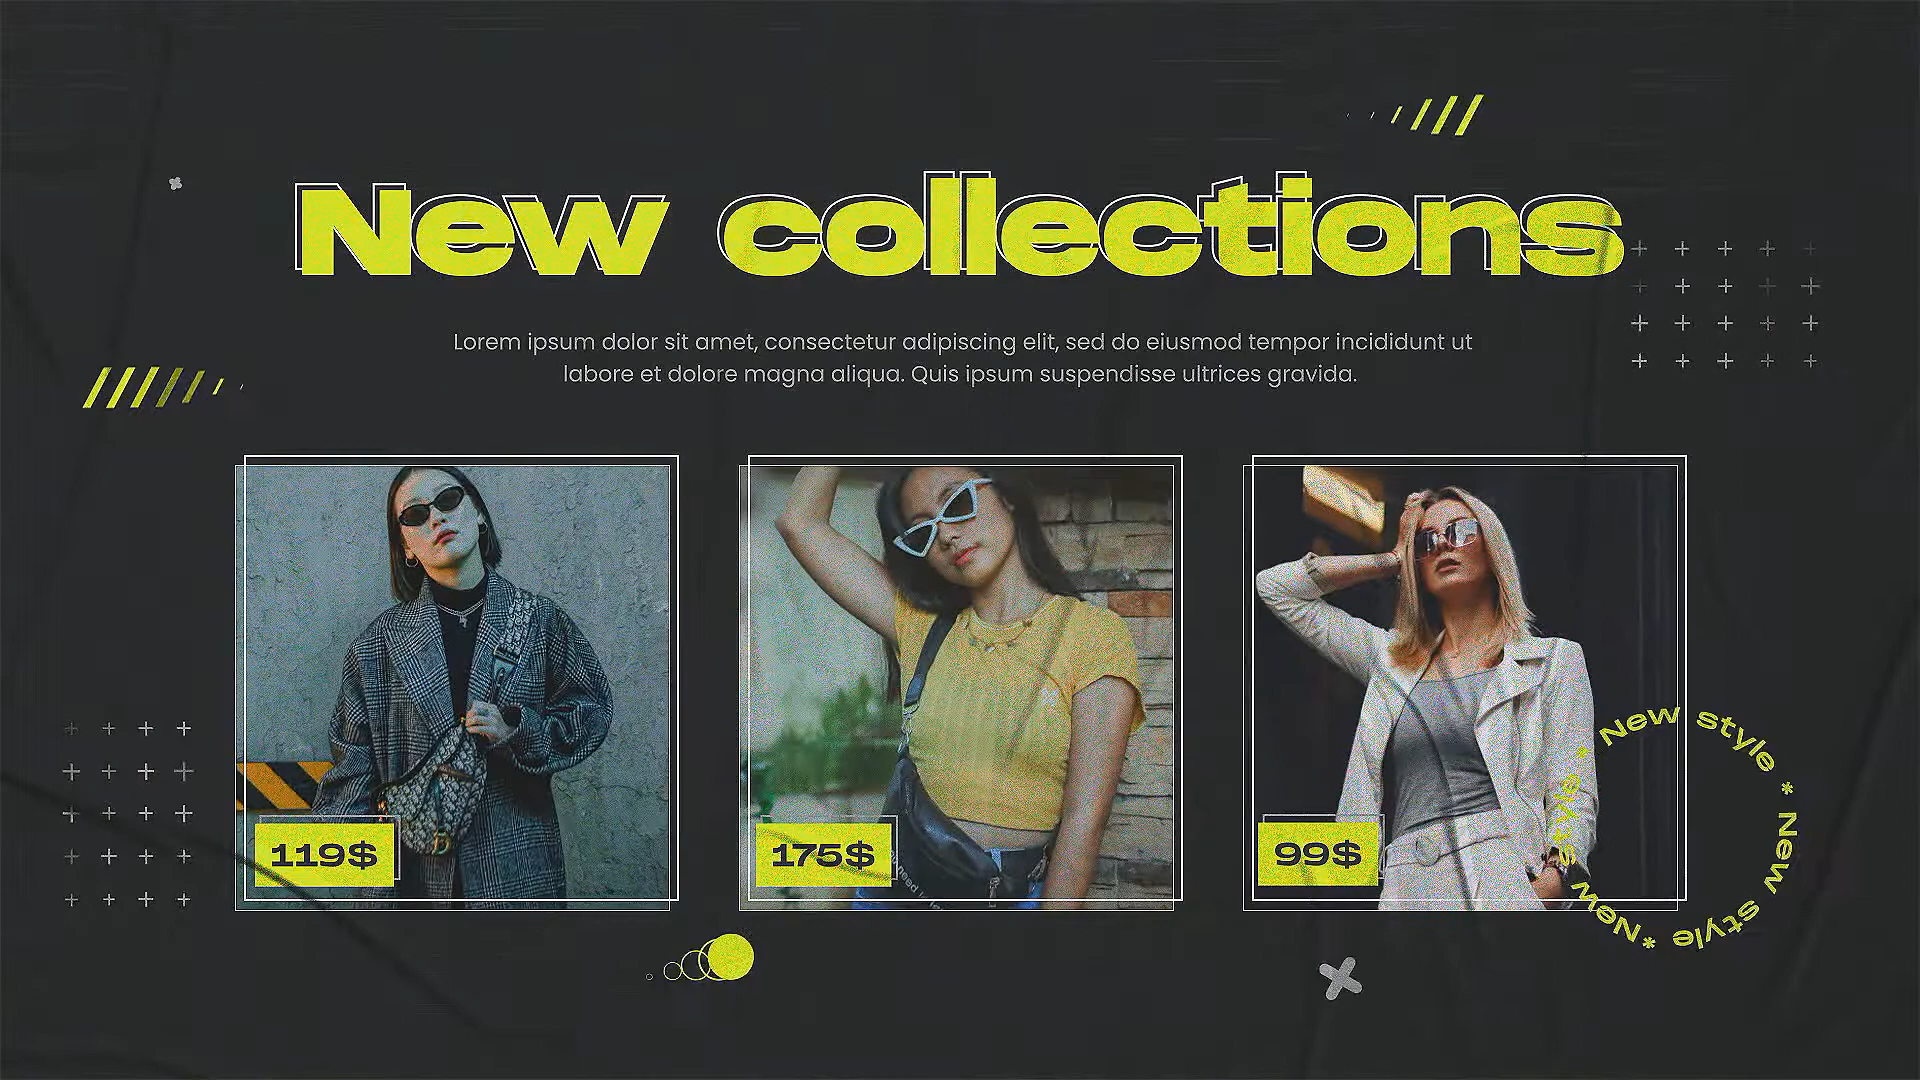 New collections
Lorem ipsum dolor sit amet, consectetur adipiscing elit, sed do eiusmod tempor incididunt ut
labore et dolore magna aliqua. Quis ipsum suspendisse ultrices gravida.
119$
175$
99$
New style * New style * New style *